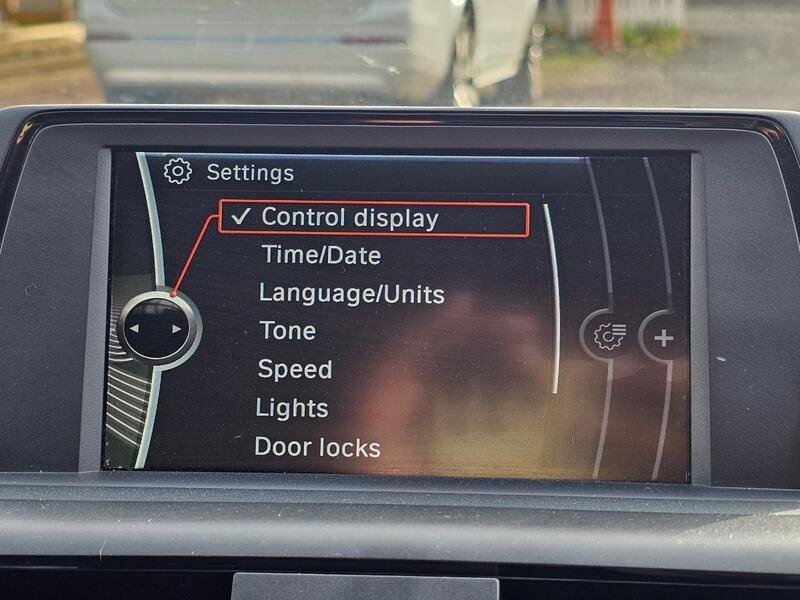 Settings
✓ Control display
Time/Date
Language/Units
Tone
Speed
Lights
Door locks